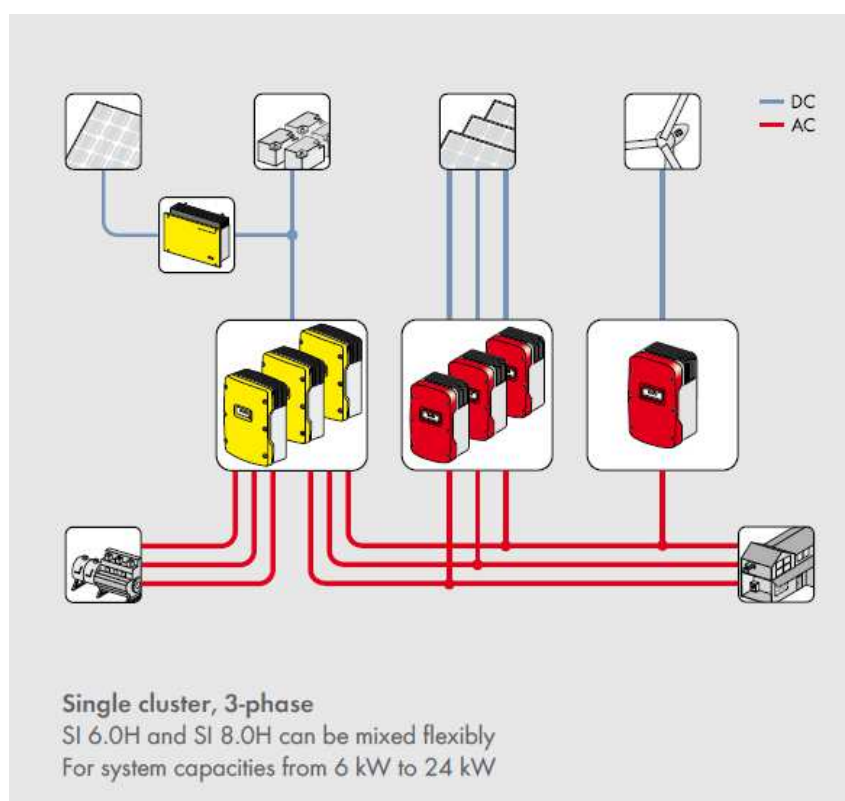 DC
AC
Single cluster, 3-phase
SI 6.0H and SI 8.0H can be mixed flexibly
For system capacities from 6 kW to 24 kW